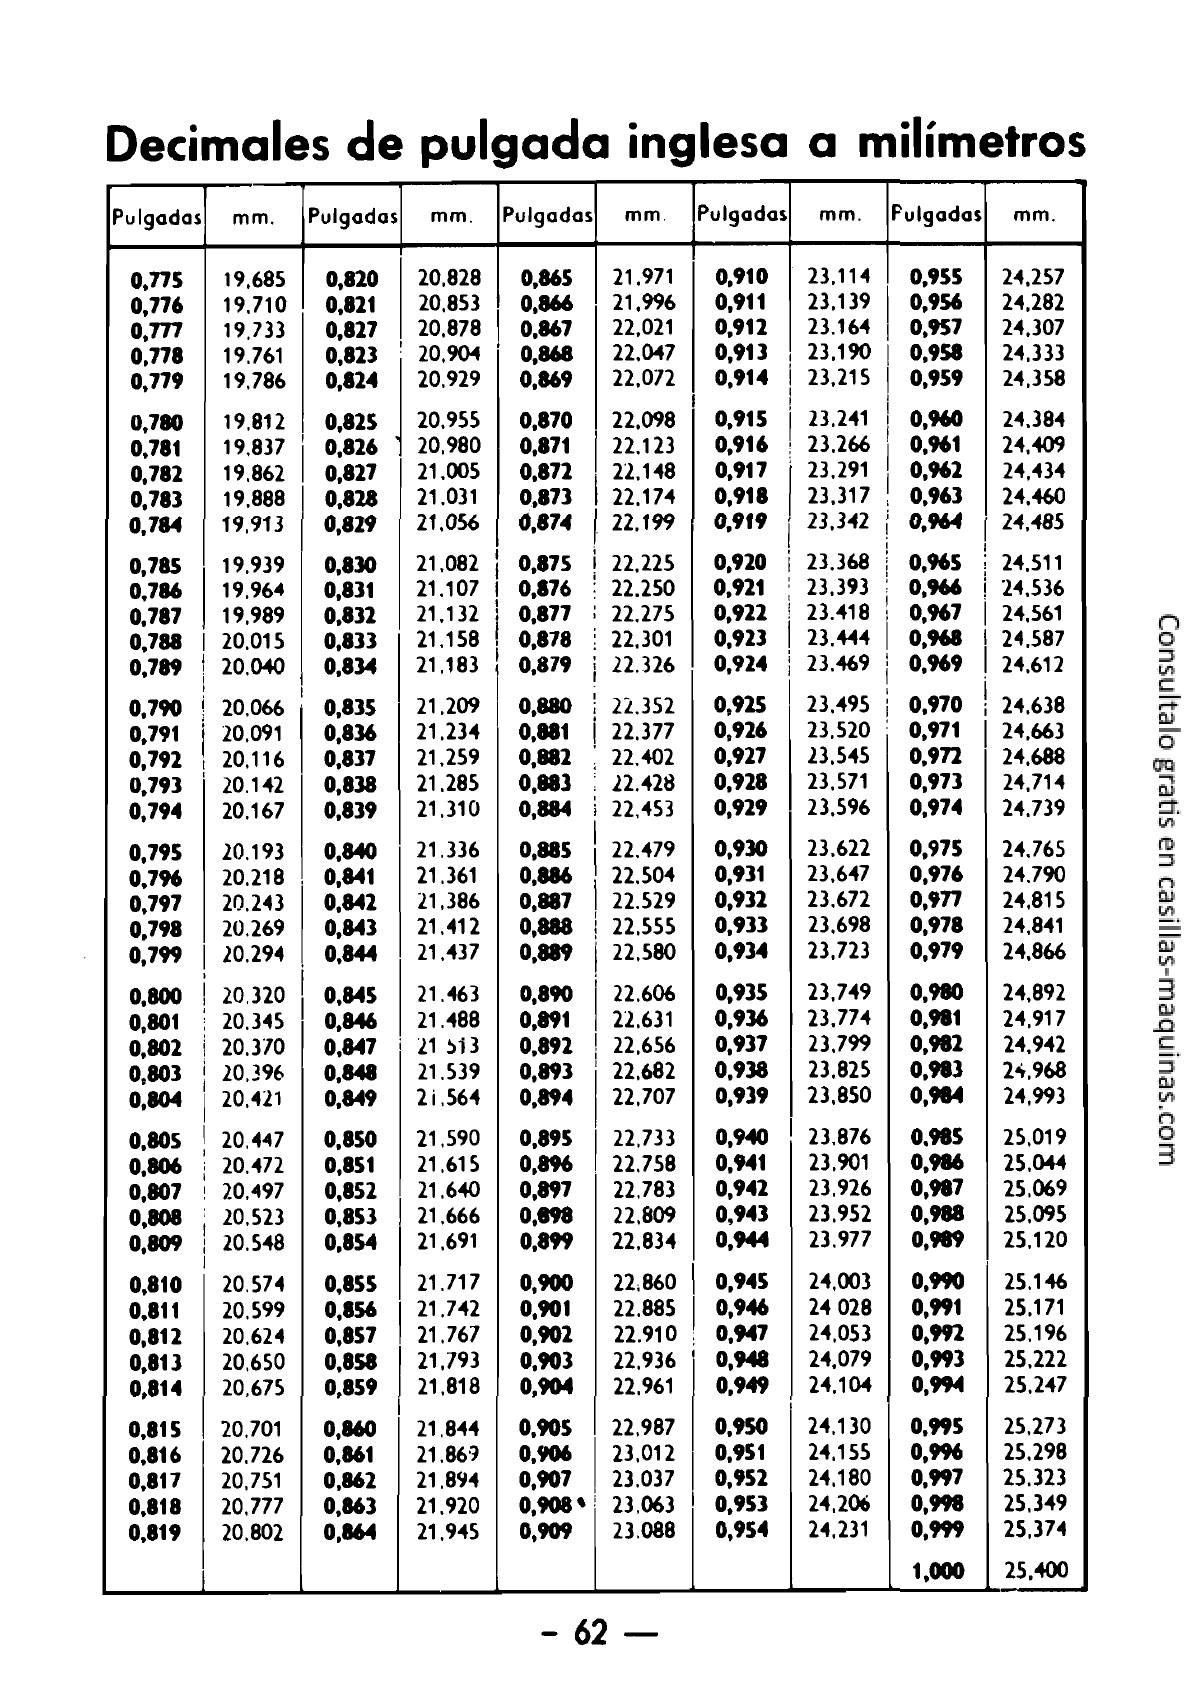 Decimales de pulgada inglesa a milímetros
Pulgadas mm. Pulgadas mm. Pulgadas mm. Pulgadas mm. Pulgadas mm.
0,775 19,685 0,820 20,828 0,865 21,971 0,910 23,114 0,955 24,257
0,776 19,710 0,821 20,853 0,866 21,996 0,911 23,139 0,956 24,282
0,777 19,733 0,827 20,878 0,867 22,021 0,912 23.164 0,957 24,307
0,778 19.761 0,823 20,904 0,868 22.047 0,913 23,190 0,958 24,333
0,779 19.786 0,824 20.929 0,869 22,072 0,914 23,215 0,959 24,358
0,780 19,812 0,825 20.955 0,870 22,098 0,915 23.241 0,960 24,384
0,781 19,837 0,826 20,980 0,871 22,123 0,916 23.266 0,961 24,409
0,782 19,862 0,827 21.005 0,872 22,148 0,917 23.291 0,962 24,434
0,783 19,888 0,828 21.031 0,873 22,174 0,918 23,317 0,963 24,460
0,784 19,913 0,829 21,056 0,874 22,199 0,919 23,342 0,964 24,485
0,785 19,939 0,830 21,082 0,875 22,225 0,920 23.368 0,965 24,511
0,786 19,964 0,831 21.107 0,876 22.250 0,921 23.393 0,966 24,536
0,787 19,989 0,832 21,132 0,877 22.275 0,922 23.418 0,967 24,561
0,788 20.015 0,833 21,158 0,878 22,301 0,923 23.444 0,968 24,587
0,789 20.040 0,834 21,183 0,879 22.326 0,924 23.469 0,969 24,612
0,790 20,066 0,835 21,209 0,880 22.352 0,925 23,495 0,970 24,638
0,791 20,091 0,836 21,234 0,881 22,377 0,926 23,520 0,971 24,663
0,792 20,116 0,837 21,259 0,882 22.402 0,927 23,545 0,972 24,688
0,793 20.142 0,838 21,285 0,883 22.428 0,928 23,571 0,973 24,714
0,794 20.167 0,839 21,310 0,884 22,453 0,929 23,596 0,974 24,739
0,795 20.193 0,840 21.336 0,885 22.479 0,930 23.622 0,975 24,765
0,796 20.218 0,841 21.361 0,886 22.504 0,931 23,647 0,976 24.790
0,797 20.243 0,842 21,386 0,887 22.529 0,932 23.672 0,977 24,815
0,798 20.269 0,843 21.412 0,888 22,555 0,933 23,698 0,978 24,841
0,799 20.294 0,844 21.437 0,889 22,580 0,934 23,723 0,979 24,866
0,800 20,320 0,845 21.463 0,890 22.606 0,935 23,749 0,980 24,892
0,801 20,345 0,846 21.488 0,891 22,631 0,936 23,774 0,981 24,917
0,802 20.370 0,847 21 513 0,892 22,656 0,937 23,799 0,982 24,942
0,803 20,396 0,848 21.539 0,893 22,682 0,938 23.825 0,983 24,968
0,804 20,421 0,849 21.564 0,894 22,707 0,939 23,850 0,984 24,993
0,805 20,447 0,850 21,590 0,895 22,733 0,940 23,876 0,985 25,019
0,806 20.472 0,851 21.615 0,896 22.758 0,941 23,901 0,986 25,044
0,807 20,497 0,852 21,640 0,897 22,783 0,942 23,926 0,987 25,069
0,808 20,523 0,853 21,666 0,898 22,809 0,943 23.952 0,988 25,095
0,809 20.548 0,854 21,691 0,899 22,834 0,944 23.977 0,989 25,120
0,810 20.574 0,855 21.717 0,900 22,860 0,945 24,003 0,990 25.146
0,811 20,599 0,856 21.742 0,901 22.885 0,946 24 028 0,991 25.171
0,812 20,624 0,857 21.767 0,902 22.910 0,947 24,053 0,992 25.196
0,813 20,650 0,858 21,793 0,903 22,936 0,948 24,079 0,993 25,222
0,814 20,675 0,859 21,818 0,904 22,961 0,949 24.104 0,994 25,247
0,815 20,701 0,860 21,844 0,905 22,987 0,950 24,130 0,995 25,273
0,816 20,726 0,861 21.869 0,906 23,012 0,951 24,155 0,996 25,298
0,817 20,751 0,862 21,894 0,907 23.037 0,952 24,180 0,997 25.323
0,818 20,777 0,863 21.920 0,908 23.063 0,953 24,206 0,998 25,349
0,819 20.802 0,864 21.945 0,909 23.088 0,954 24,231 0,999 25,374
1,000 25,400
- 62 —
Consultalo gratis en casillas-maquinas.com